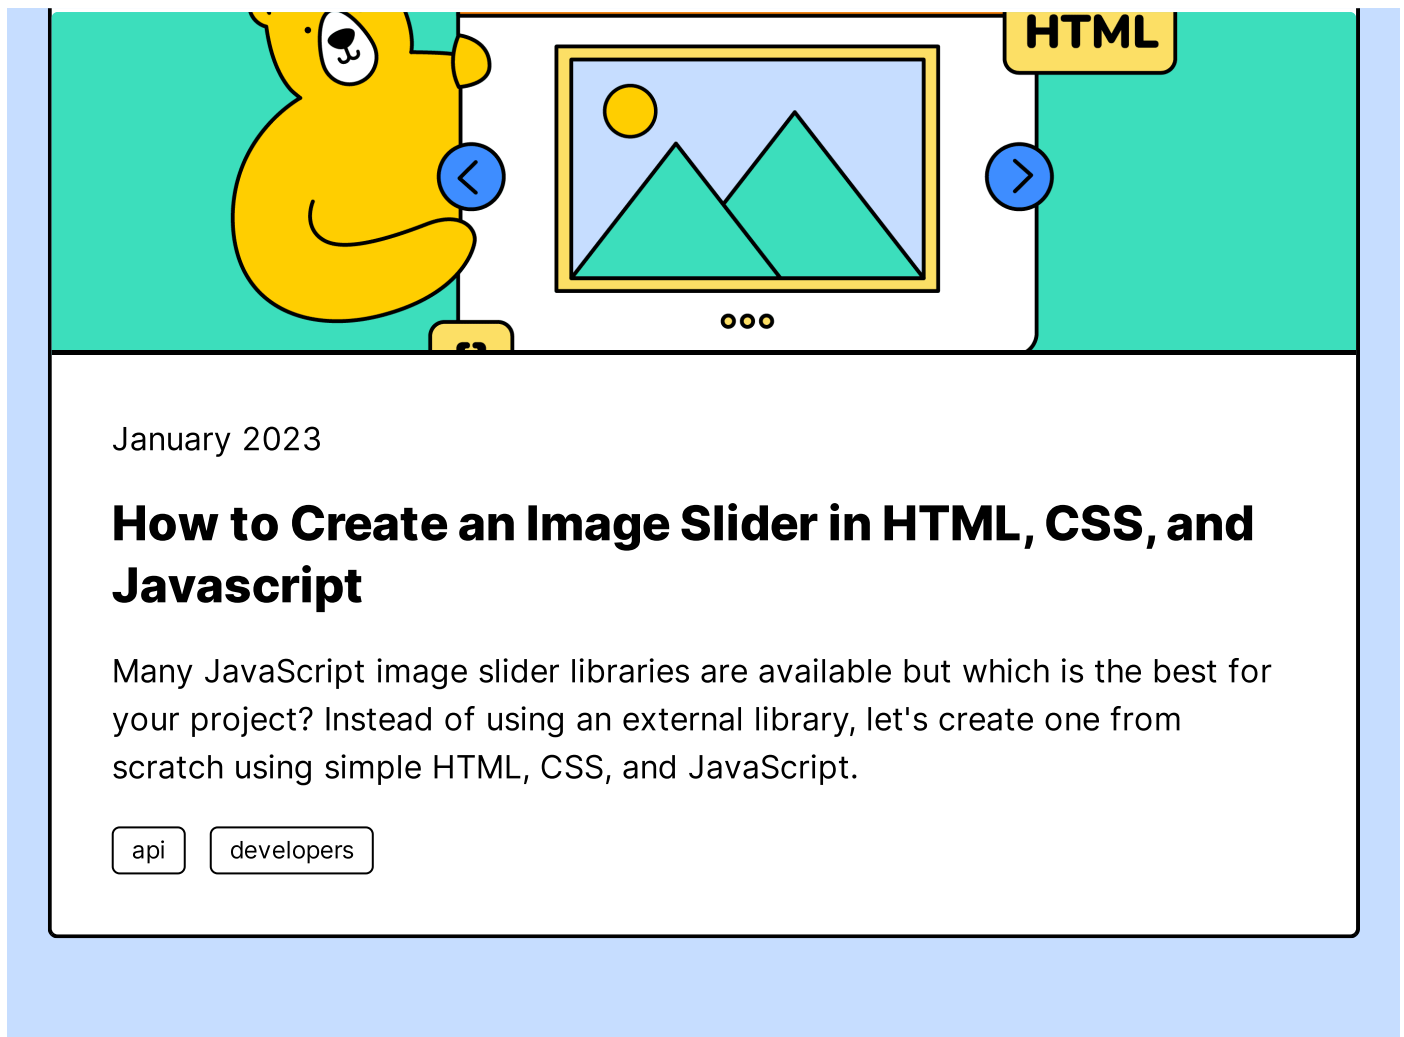 HTML
January 2023
How to Create an Image Slider in HTML, CSS, and
Javascript
Many JavaScript image slider libraries are available but which is the best for
your project? Instead of using an external library, let's create one from
scratch using simple HTML, CSS, and JavaScript.
api
developers